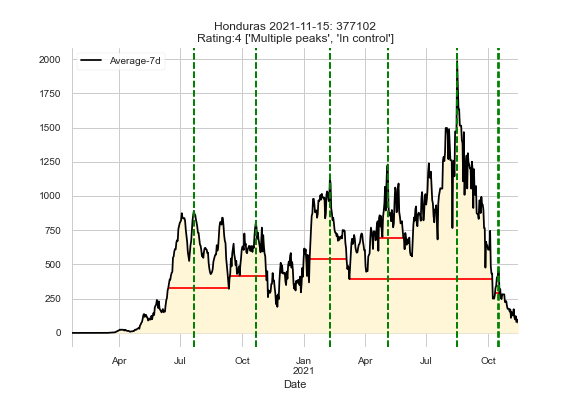 Honduras 2021-11-15: 377102
Rating:4 ['Multiple peaks', 'In control']
Average-7d
2000
1750
1500
1250
1000
750
500
250
0
Apr Jul Oct Jan Apr Jul Oct
2021
Date